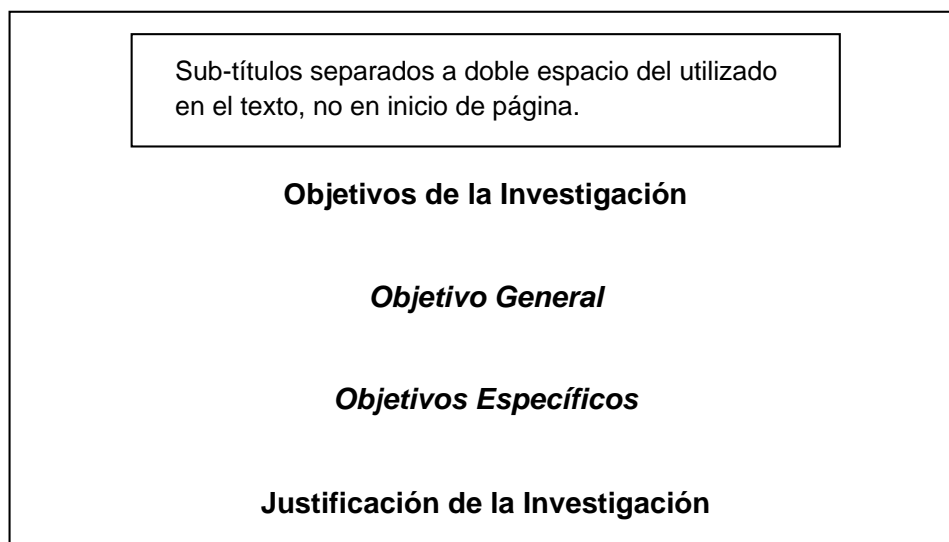 Sub-títulos separados a doble espacio del utilizado
en el texto, no en inicio de página.
Objetivos de la Investigación
Objetivo General
Objetivos Específicos
Justificación de la Investigación